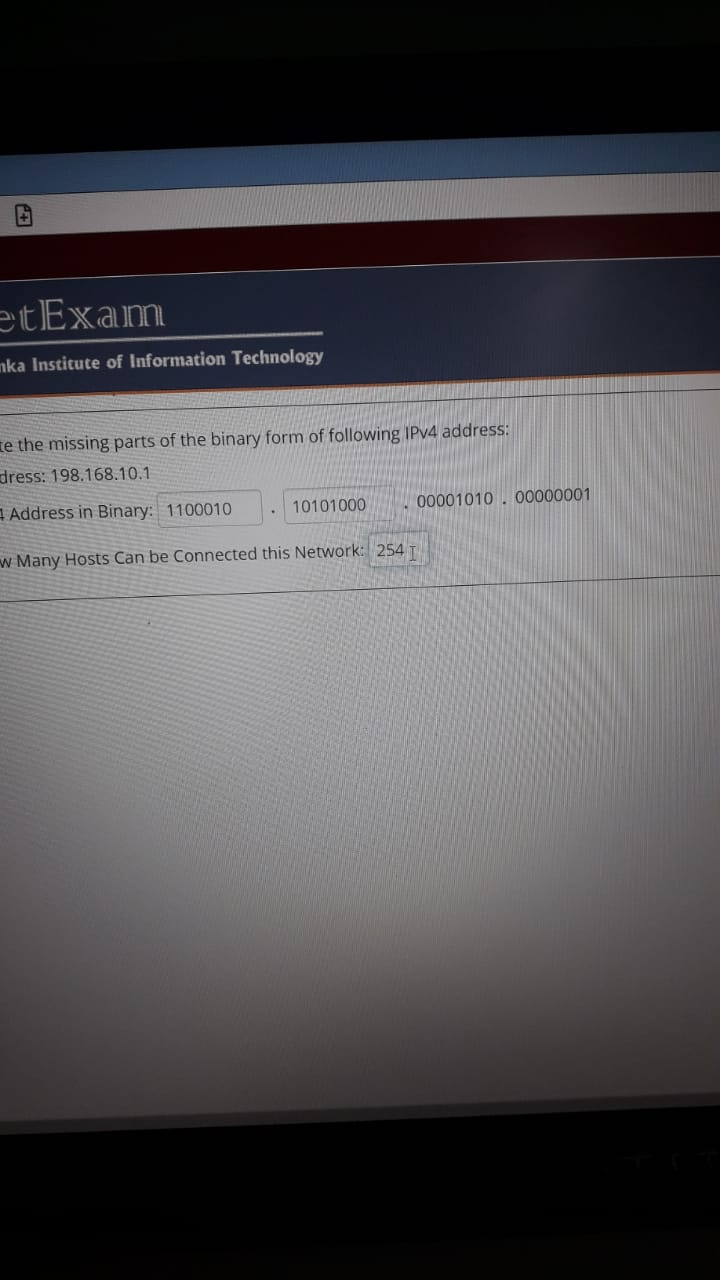 etExam
nka Institute of Information Technology
te the missing parts of the binary form of following IPv4 address:
dress: 198.168.10.1
4 Address in Binary: 1100010 . 10101000 . 00001010 . 00000001
w Many Hosts Can be Connected this Network: 254